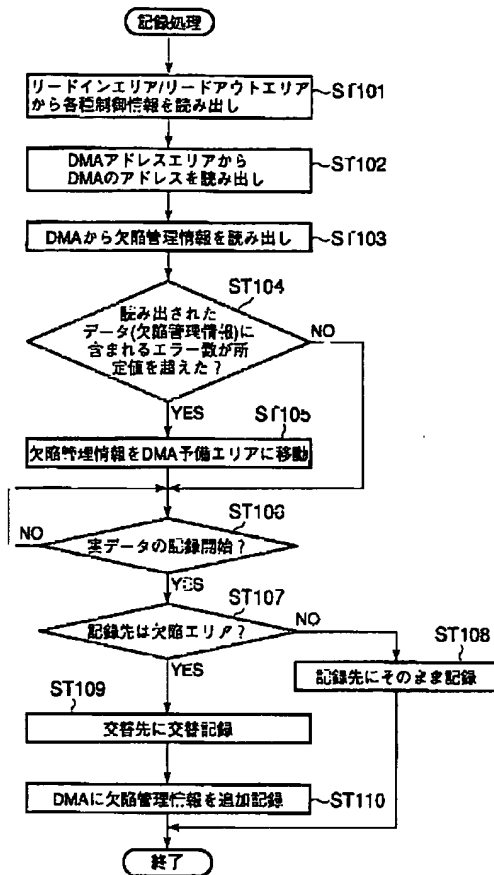 記録処理
リードインエリア/リードアウトエリア
から各種制御情報を読み出し
ST101
DMAアドレスエリアから
DMAのアドレスを読み出し
ST102
DMAから欠陥管理情報を読み出し
ST103
ST104
読み出された
データ(欠陥管理情報)に
含まれるエラー数が所
定値を超えた?
NO
YES
ST105
欠陥管理情報をDMA予備エリアに移動
ST106
NO
実データの記録開始?
YES
ST107
記録先は欠陥エリア?
NO
YES
ST108
記録先にそのまま記録
ST109
交替先に交替記録
DMAに欠陥管理情報を追加記録
ST110
終了